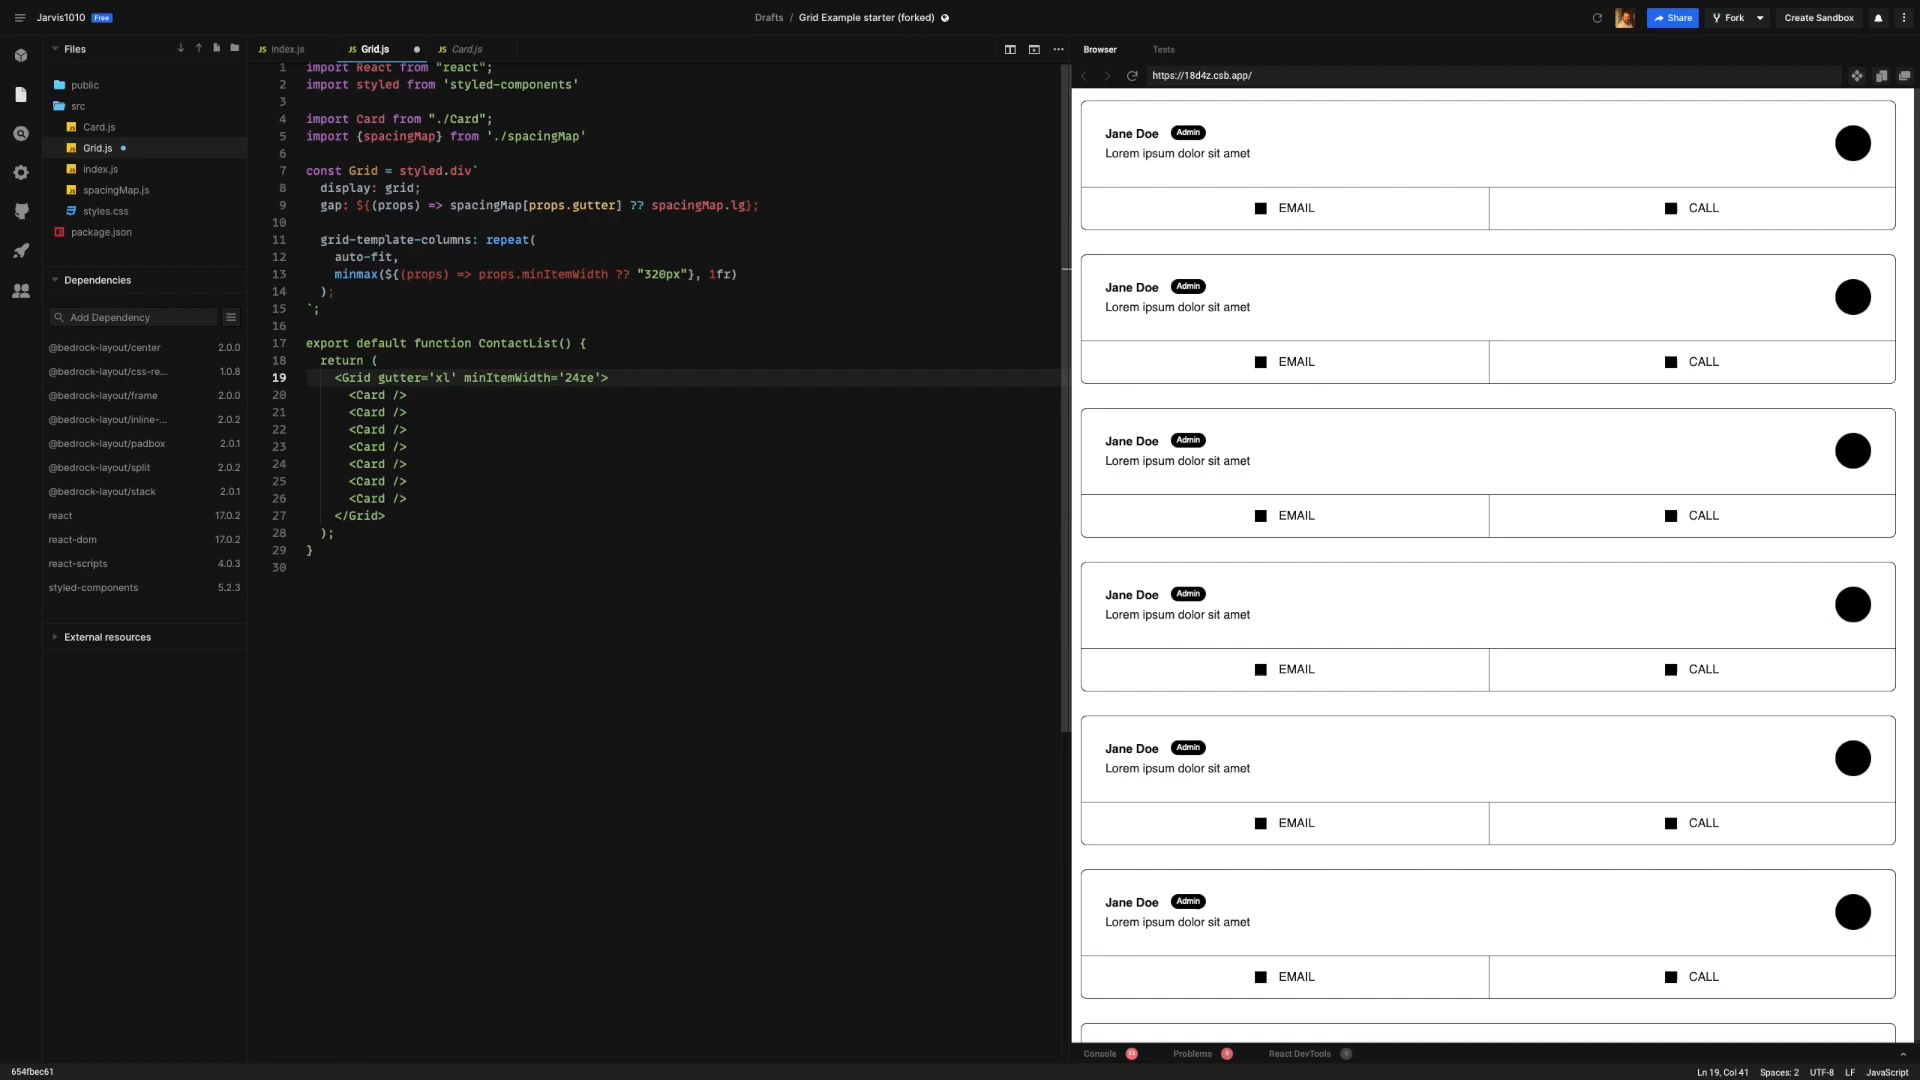 Jarvis1010 Free
Drafts / Grid Example starter (forked)
Share
Fork
Create Sandbox
Files
public
src
Card.js
Grid.js
index.js
spacingMap.js
styles.css
package.json
Dependencies
Add Dependency
@bedrock-layout/center 2.0.0
@bedrock-layout/css-re... 1.0.8
@bedrock-layout/frame 2.0.0
@bedrock-layout/inline-... 2.0.2
@bedrock-layout/padbox 2.0.1
@bedrock-layout/split 2.0.2
@bedrock-layout/stack 2.0.1
react 17.0.2
react-dom 17.0.2
react-scripts 4.0.3
styled-components 5.2.3
External resources
JS index.js
JS Grid.js
JS Card.js
1 import React from "react";
2 import styled from 'styled-components'
3
4 import Card from "./Card";
5 import {spacingMap} from './spacingMap'
6
7 const Grid = styled.div`
8 display: grid;
9 gap: ${(props) => spacingMap[props.gutter] ?? spacingMap.lg};
10
11 grid-template-columns: repeat(
12 auto-fit,
13 minmax(${(props) => props.minItemWidth ?? "320px"}, 1fr)
14 );
15 `;
16
17 export default function ContactList() {
18 return (
19 <Grid gutter='xl' minItemWidth='24re'>
20 <Card />
21 <Card />
22 <Card />
23 <Card />
24 <Card />
25 <Card />
26 <Card />
27 </Grid>
28 );
29 }
30
Browser
Tests
https://18d4z.csb.app/
Jane Doe Admin
Lorem ipsum dolor sit amet
EMAIL CALL
Jane Doe Admin
Lorem ipsum dolor sit amet
EMAIL CALL
Jane Doe Admin
Lorem ipsum dolor sit amet
EMAIL CALL
Jane Doe Admin
Lorem ipsum dolor sit amet
EMAIL CALL
Jane Doe Admin
Lorem ipsum dolor sit amet
EMAIL CALL
Jane Doe Admin
Lorem ipsum dolor sit amet
EMAIL CALL
Console
Problems 0
React DevTools 0
654fbec61
Ln 19, Col 41 Spaces: 2 UTF-8 LF JavaScript